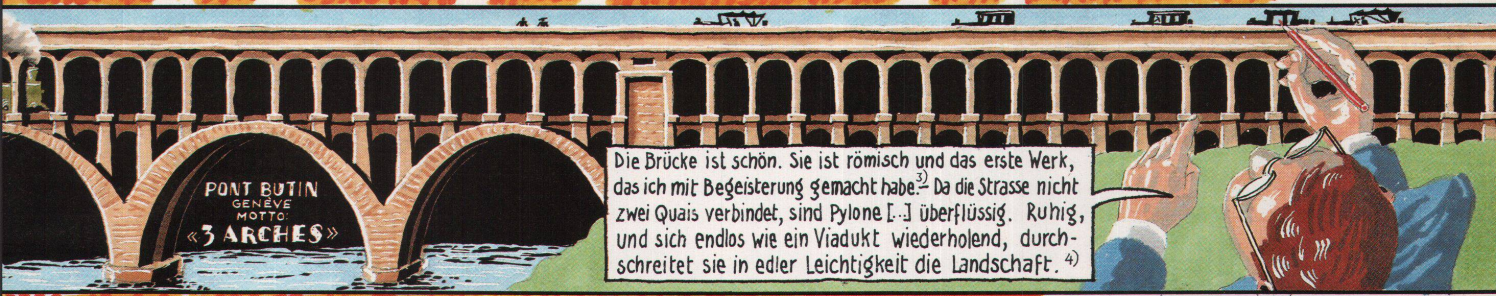 PONT BUTIN
GENÈVE
MOTTO:
«3 ARCHES»
Die Brücke ist schön. Sie ist römisch und das erste Werk,
das ich mit Begeisterung gemacht habe.3) Da die Strasse nicht
zwei Quais verbindet, sind Pylone [...] überflüssig. Ruhig,
und sich endlos wie ein Viadukt wiederholend, durch-
schreitet sie in edler Leichtigkeit die Landschaft. 4)